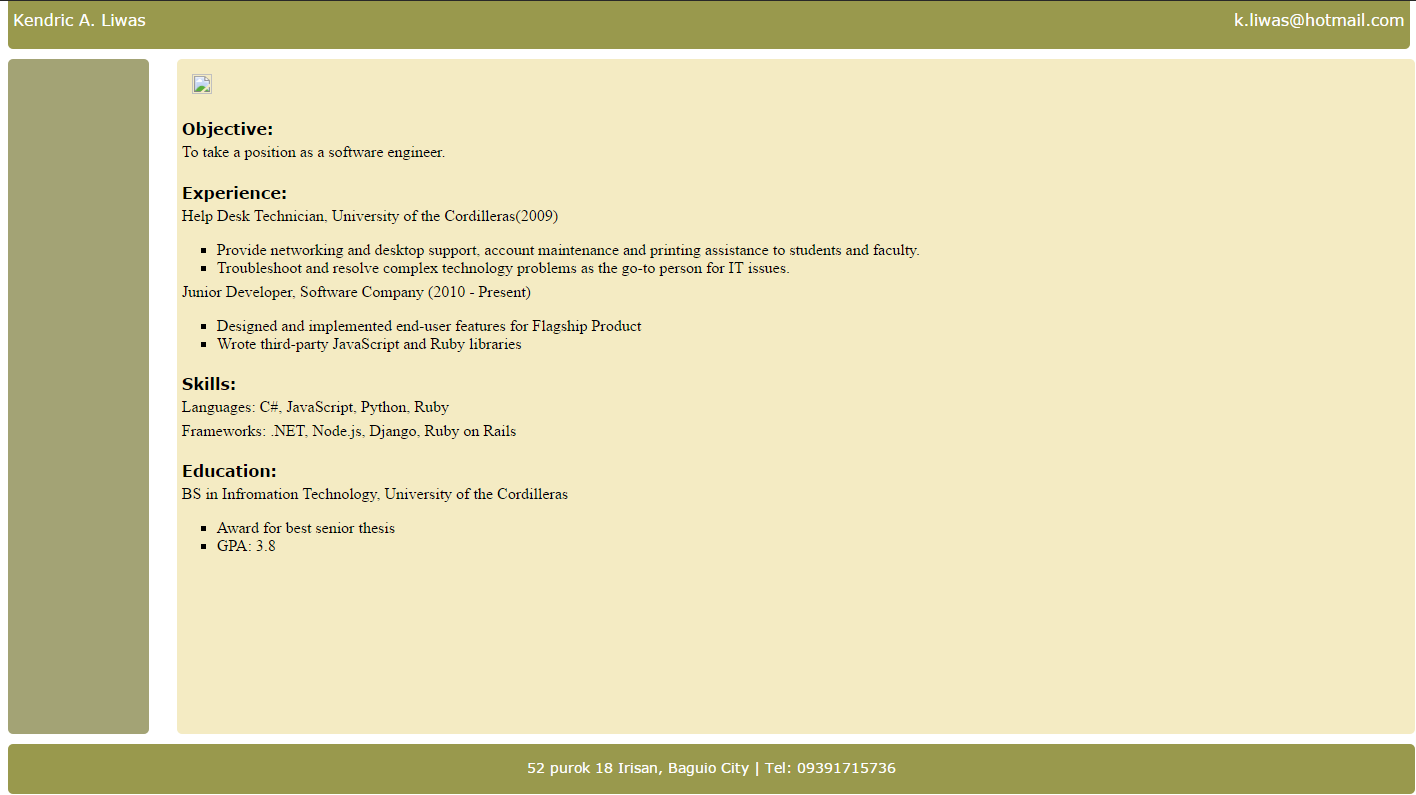 Kendric A. Liwas
k.liwas@hotmail.com
Objective:
To take a position as a software engineer.
Experience:
Help Desk Technician, University of the Cordilleras(2009)
Provide networking and desktop support, account maintenance and printing assistance to students and faculty.
Troubleshoot and resolve complex technology problems as the go-to person for IT issues.
Junior Developer, Software Company (2010 - Present)
Designed and implemented end-user features for Flagship Product
Wrote third-party JavaScript and Ruby libraries
Skills:
Languages: C#, JavaScript, Python, Ruby
Frameworks: .NET, Node.js, Django, Ruby on Rails
Education:
BS in Infromation Technology, University of the Cordilleras
Award for best senior thesis
GPA: 3.8
52 purok 18 Irisan, Baguio City | Tel: 09391715736